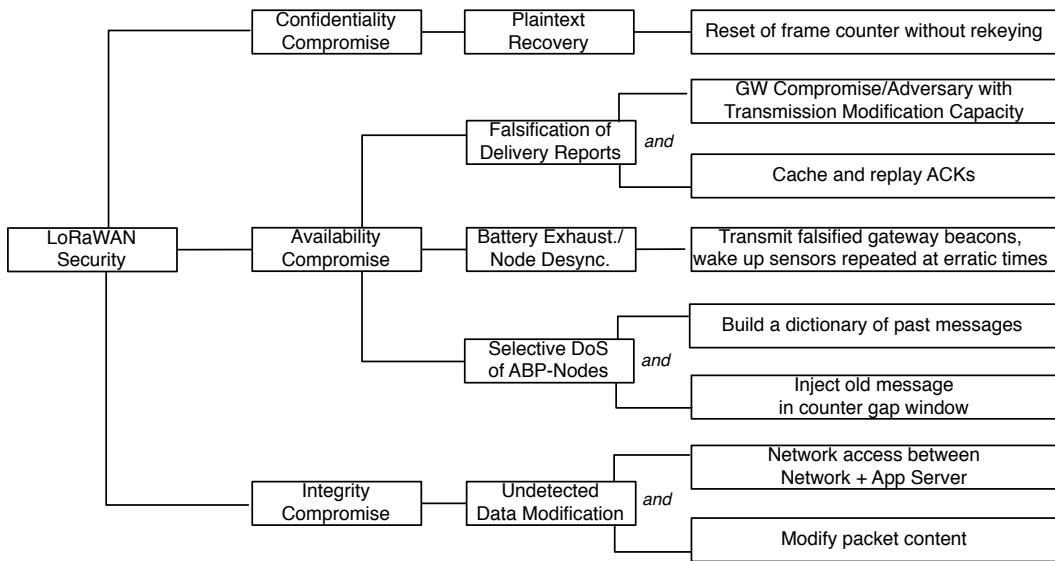 Confidentiality
Compromise
Plaintext
Recovery
Reset of frame counter without rekeying
GW Compromise/Adversary with
Transmission Modification Capacity
Falsification of
Delivery Reports
and
Cache and replay ACKs
LoRaWAN
Security
Availability
Compromise
Battery Exhaust./
Node Desync.
Transmit falsified gateway beacons,
wake up sensors repeated at erratic times
Build a dictionary of past messages
Selective DoS
of ABP-Nodes
and
Inject old message
in counter gap window
Network access between
Network + App Server
Integrity
Compromise
Undetected
Data Modification
and
Modify packet content